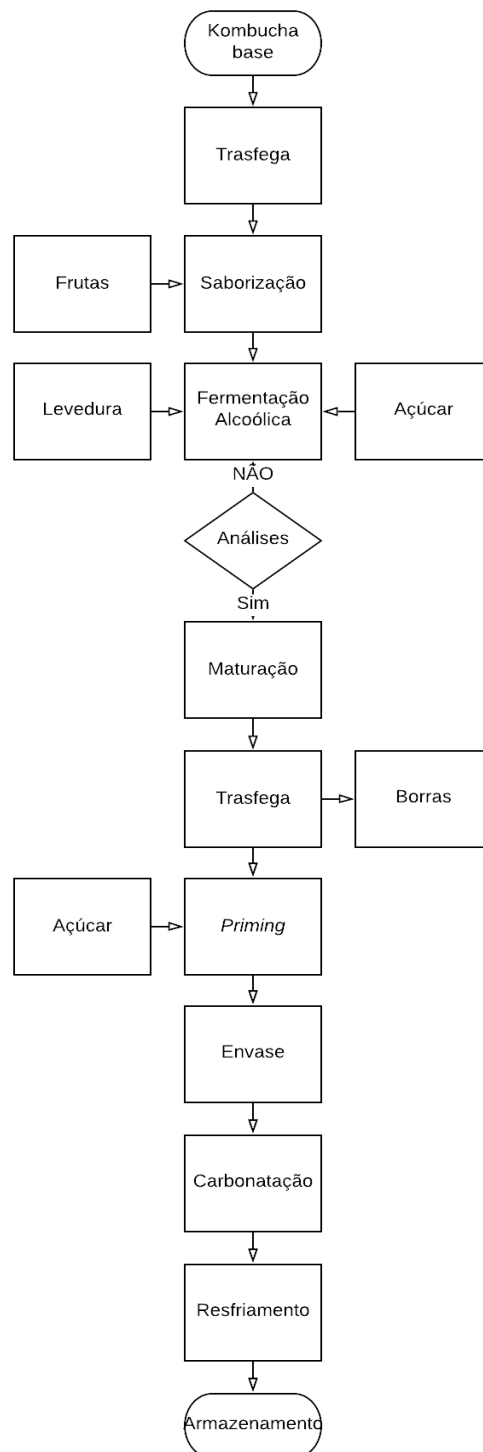 Kombucha
base
Trasfega
Frutas
Saborização
Levedura
Fermentação
Alcoólica
Açúcar
NÃO
Análises
Sim
Maturação
Trasfega
Borras
Açúcar
Priming
Envase
Carbonatação
Resfriamento
Armazenamento